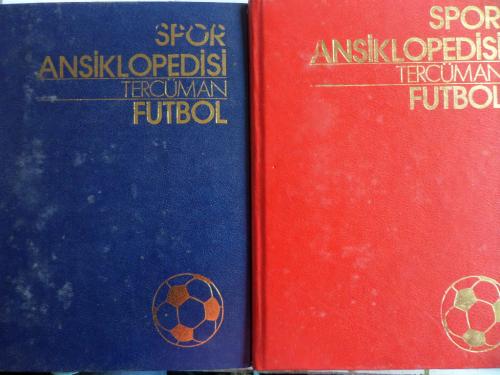 SPOR
ANSİKLOPEDİSİ
TERCÜMAN
FUTBOL
SPOR
ANSİKLOPEDİSİ
TERCÜMAN
FUTBOL